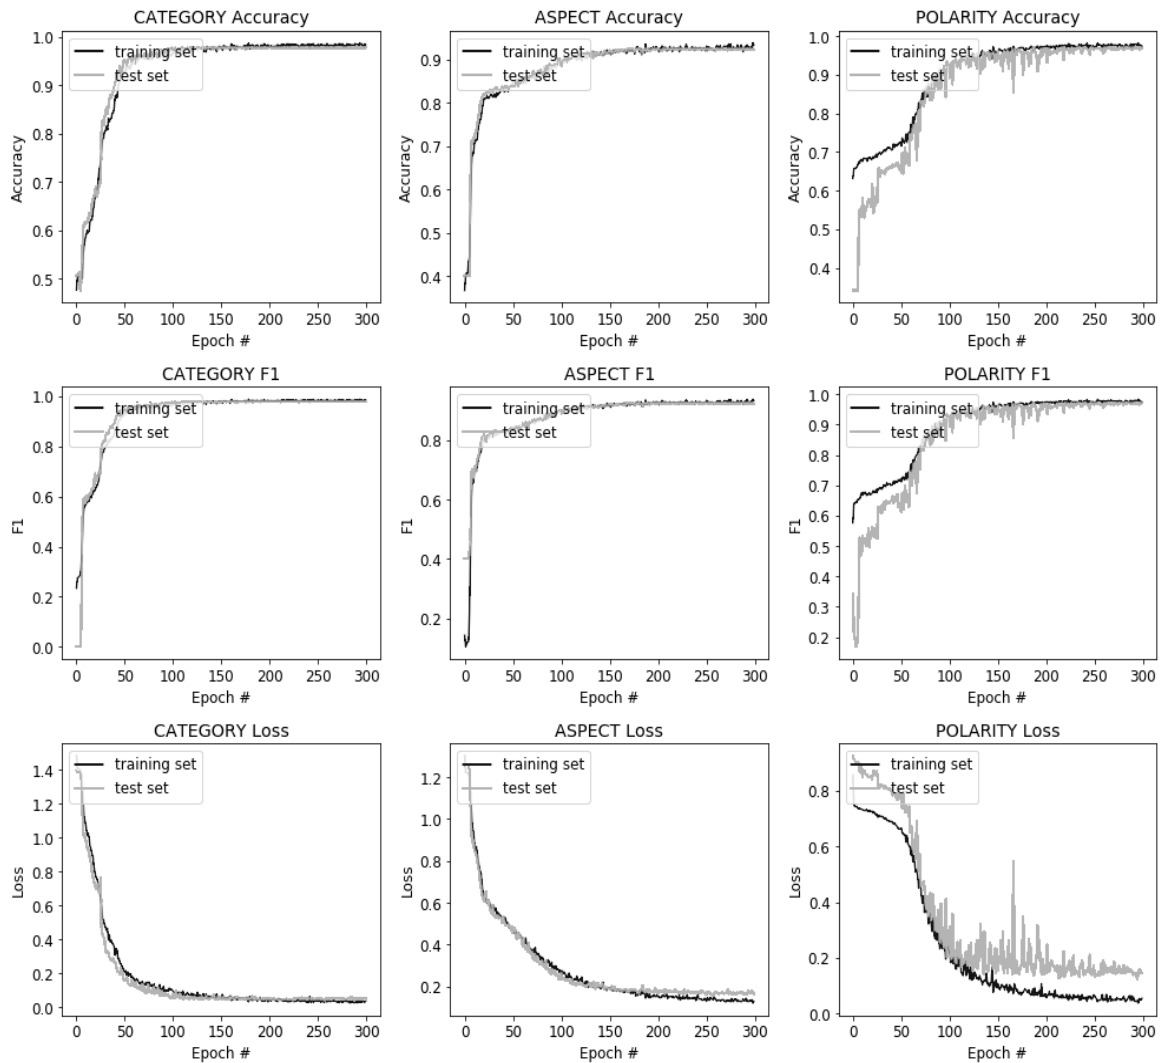 CATEGORY Accuracy
training set
test set
Accuracy
1.0
0.9
0.8
0.7
0.6
0.5
0 50 100 150 200 250 300
Epoch #
ASPECT Accuracy
training set
test set
Accuracy
0.9
0.8
0.7
0.6
0.5
0.4
0 50 100 150 200 250 300
Epoch #
POLARITY Accuracy
training set
test set
Accuracy
1.0
0.9
0.8
0.7
0.6
0.5
0.4
0 50 100 150 200 250 300
Epoch #
CATEGORY F1
training set
test set
F1
1.0
0.8
0.6
0.4
0.2
0.0
0 50 100 150 200 250 300
Epoch #
ASPECT F1
training set
test set
F1
0.8
0.6
0.4
0.2
0 50 100 150 200 250 300
Epoch #
POLARITY F1
training set
test set
F1
1.0
0.9
0.8
0.7
0.6
0.5
0.4
0.3
0.2
0 50 100 150 200 250 300
Epoch #
CATEGORY Loss
training set
test set
Loss
1.4
1.2
1.0
0.8
0.6
0.4
0.2
0.0
0 50 100 150 200 250 300
Epoch #
ASPECT Loss
training set
test set
Loss
1.2
1.0
0.8
0.6
0.4
0.2
0 50 100 150 200 250 300
Epoch #
POLARITY Loss
training set
test set
Loss
0.8
0.6
0.4
0.2
0.0
0 50 100 150 200 250 300
Epoch #